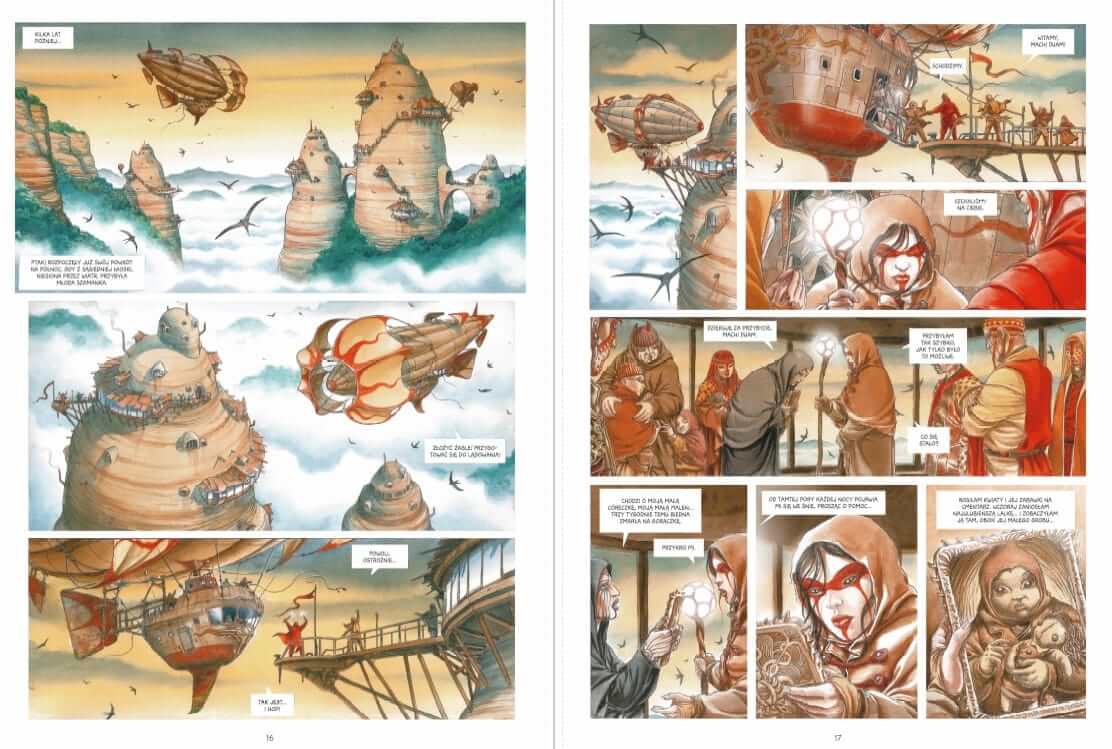 KILKA LAT
PÓŹNIEJ...
PTAKI ROZPOCZĘŁY JUŻ SWÓJ POWRÓT
NA PÓŁNOC, GDY Z SĄSIEDNIEJ WIOSKI,
NIESIONA PRZEZ WIATR, PRZYBYŁA
MŁODA SZAMANKA.
ZŁOŻYĆ ŻAGLE! PRZYGO-
TOWAĆ SIĘ DO LĄDOWANIA!
POWOLI,
OSTROŻNIE...
TAK JEST...
I HOP!
16
WITAMY,
MACHI DUAM!
SCHODZIMY.
CZEKALIŚMY
NA CIEBIE.
DZIĘKUJĘ ZA PRZYBYCIE,
MACHI DUAM.
PRZYBYŁAM
TAK SZYBKO,
JAK TYLKO BYŁO
TO MOŻLIWE.
CO SIĘ
STAŁO?
CHODZI O MOJĄ MAŁĄ
CÓRECZKĘ, MOJĄ MAŁĄ MALEN...
TRZY TYGODNIE TEMU BIEDNA
ZMARŁA NA GORĄCZKĘ.
PRZYKRO MI.
OD TAMTEJ PORY KAŻDEJ NOCY POJAWIA
MI SIĘ WE ŚNIE, PROSZĄC O POMOC...
NOSIŁAM KWIATY I JEJ ZABAWKI NA
CMENTARZ. WCZORAJ ZANIOSŁAM
NAJULUBIEŃSZĄ LALKĘ... I ZOBACZYŁAM
JĄ TAM, OBOK JEJ MAŁEGO GROBU...
17